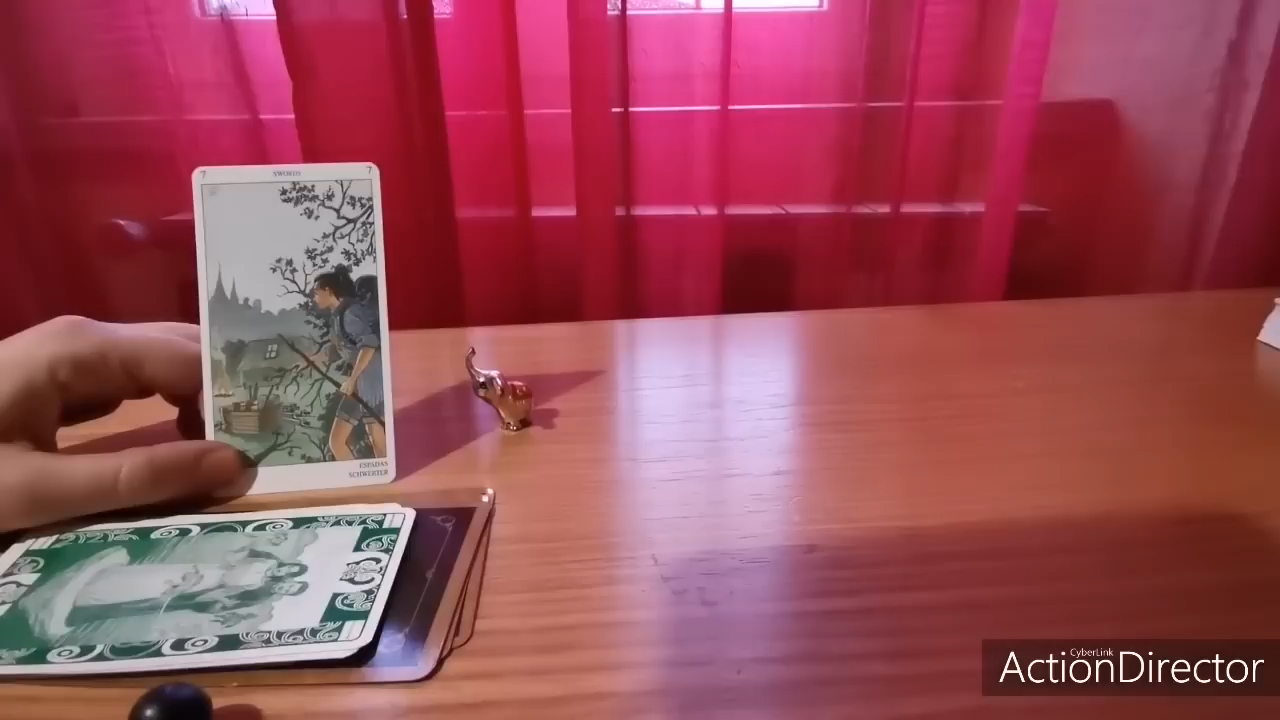 7 SWORDS 7
ESPADAS
SCHWERTER
CyberLink
ActionDirector